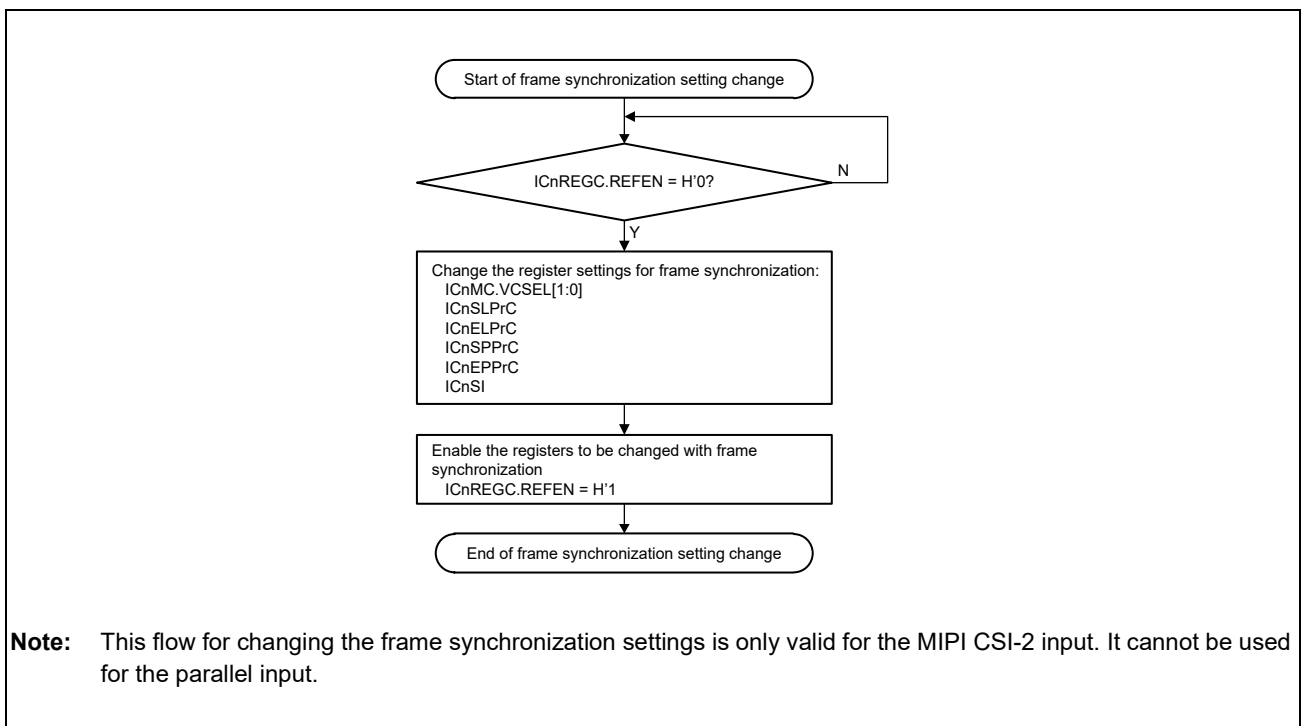 Start of frame synchronization setting change
ICnREGC.REFEN = H'0?
N
Y
Change the register settings for frame synchronization:
ICnMC.VCSEL[1:0]
ICnSLPrC
ICnELPrC
ICnSPPrC
ICnEPPrC
ICnSI
Enable the registers to be changed with frame
synchronization
ICnREGC.REFEN = H'1
End of frame synchronization setting change
Note: This flow for changing the frame synchronization settings is only valid for the MIPI CSI-2 input. It cannot be used
for the parallel input.